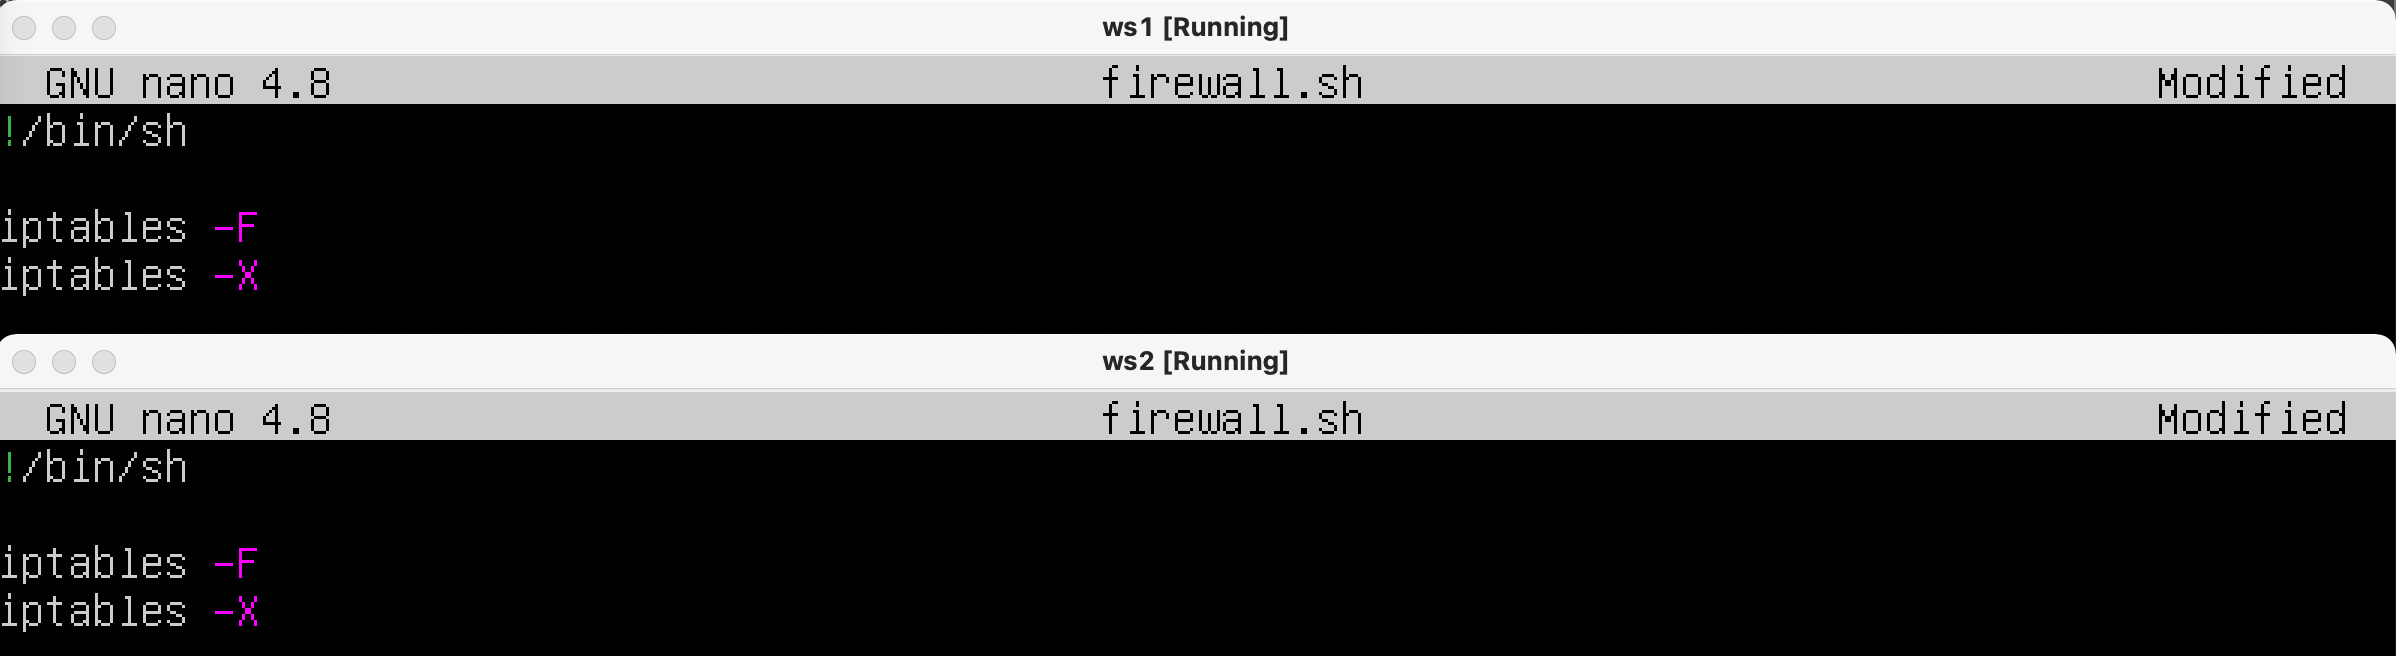 ws1 [Running]
GNU nano 4.8 firewall.sh Modified
!/bin/sh
iptables -F
iptables -X
ws2 [Running]
GNU nano 4.8 firewall.sh Modified
!/bin/sh
iptables -F
iptables -X